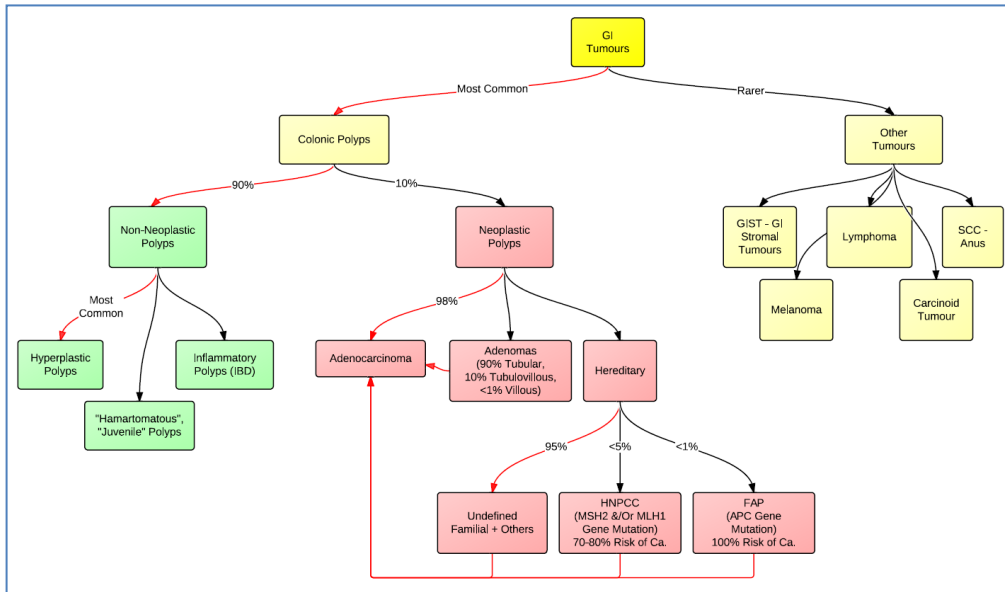 GI
Tumours
Most Common
Rarer
Colonic Polyps
Other
Tumours
90%
10%
Non-Neoplastic
Polyps
Neoplastic
Polyps
GIST - GI
Stromal
Tumours
Lymphoma
SCC -
Anus
Melanoma
Carcinoid
Tumour
Most
Common
98%
Hyperplastic
Polyps
Inflammatory
Polyps (IBD)
Adenocarcinoma
Adenomas
(90% Tubular,
10% Tubulovillous,
<1% Villous)
Hereditary
"Hamartomatous",
"Juvenile" Polyps
95%
<5%
<1%
Undefined
Familial + Others
HNPCC
(MSH2 &/Or MLH1
Gene Mutation)
70-80% Risk of Ca.
FAP
(APC Gene
Mutation)
100% Risk of Ca.